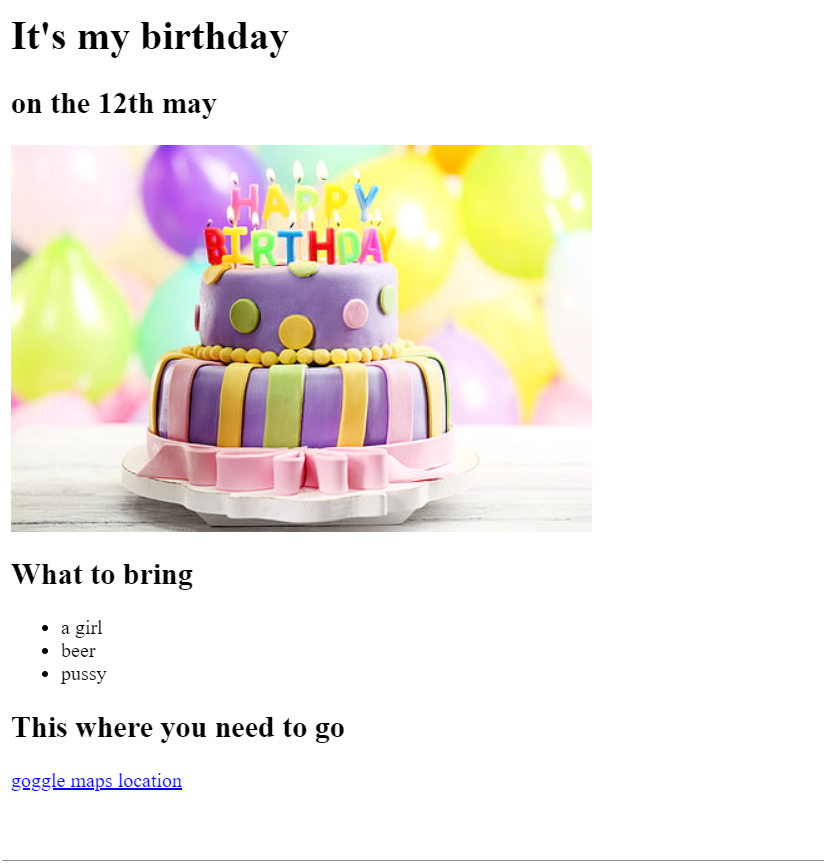 It's my birthday
on the 12th may
HAPPY
BIRTHDAY
What to bring
a girl
beer
pussy
This where you need to go
goggle maps location